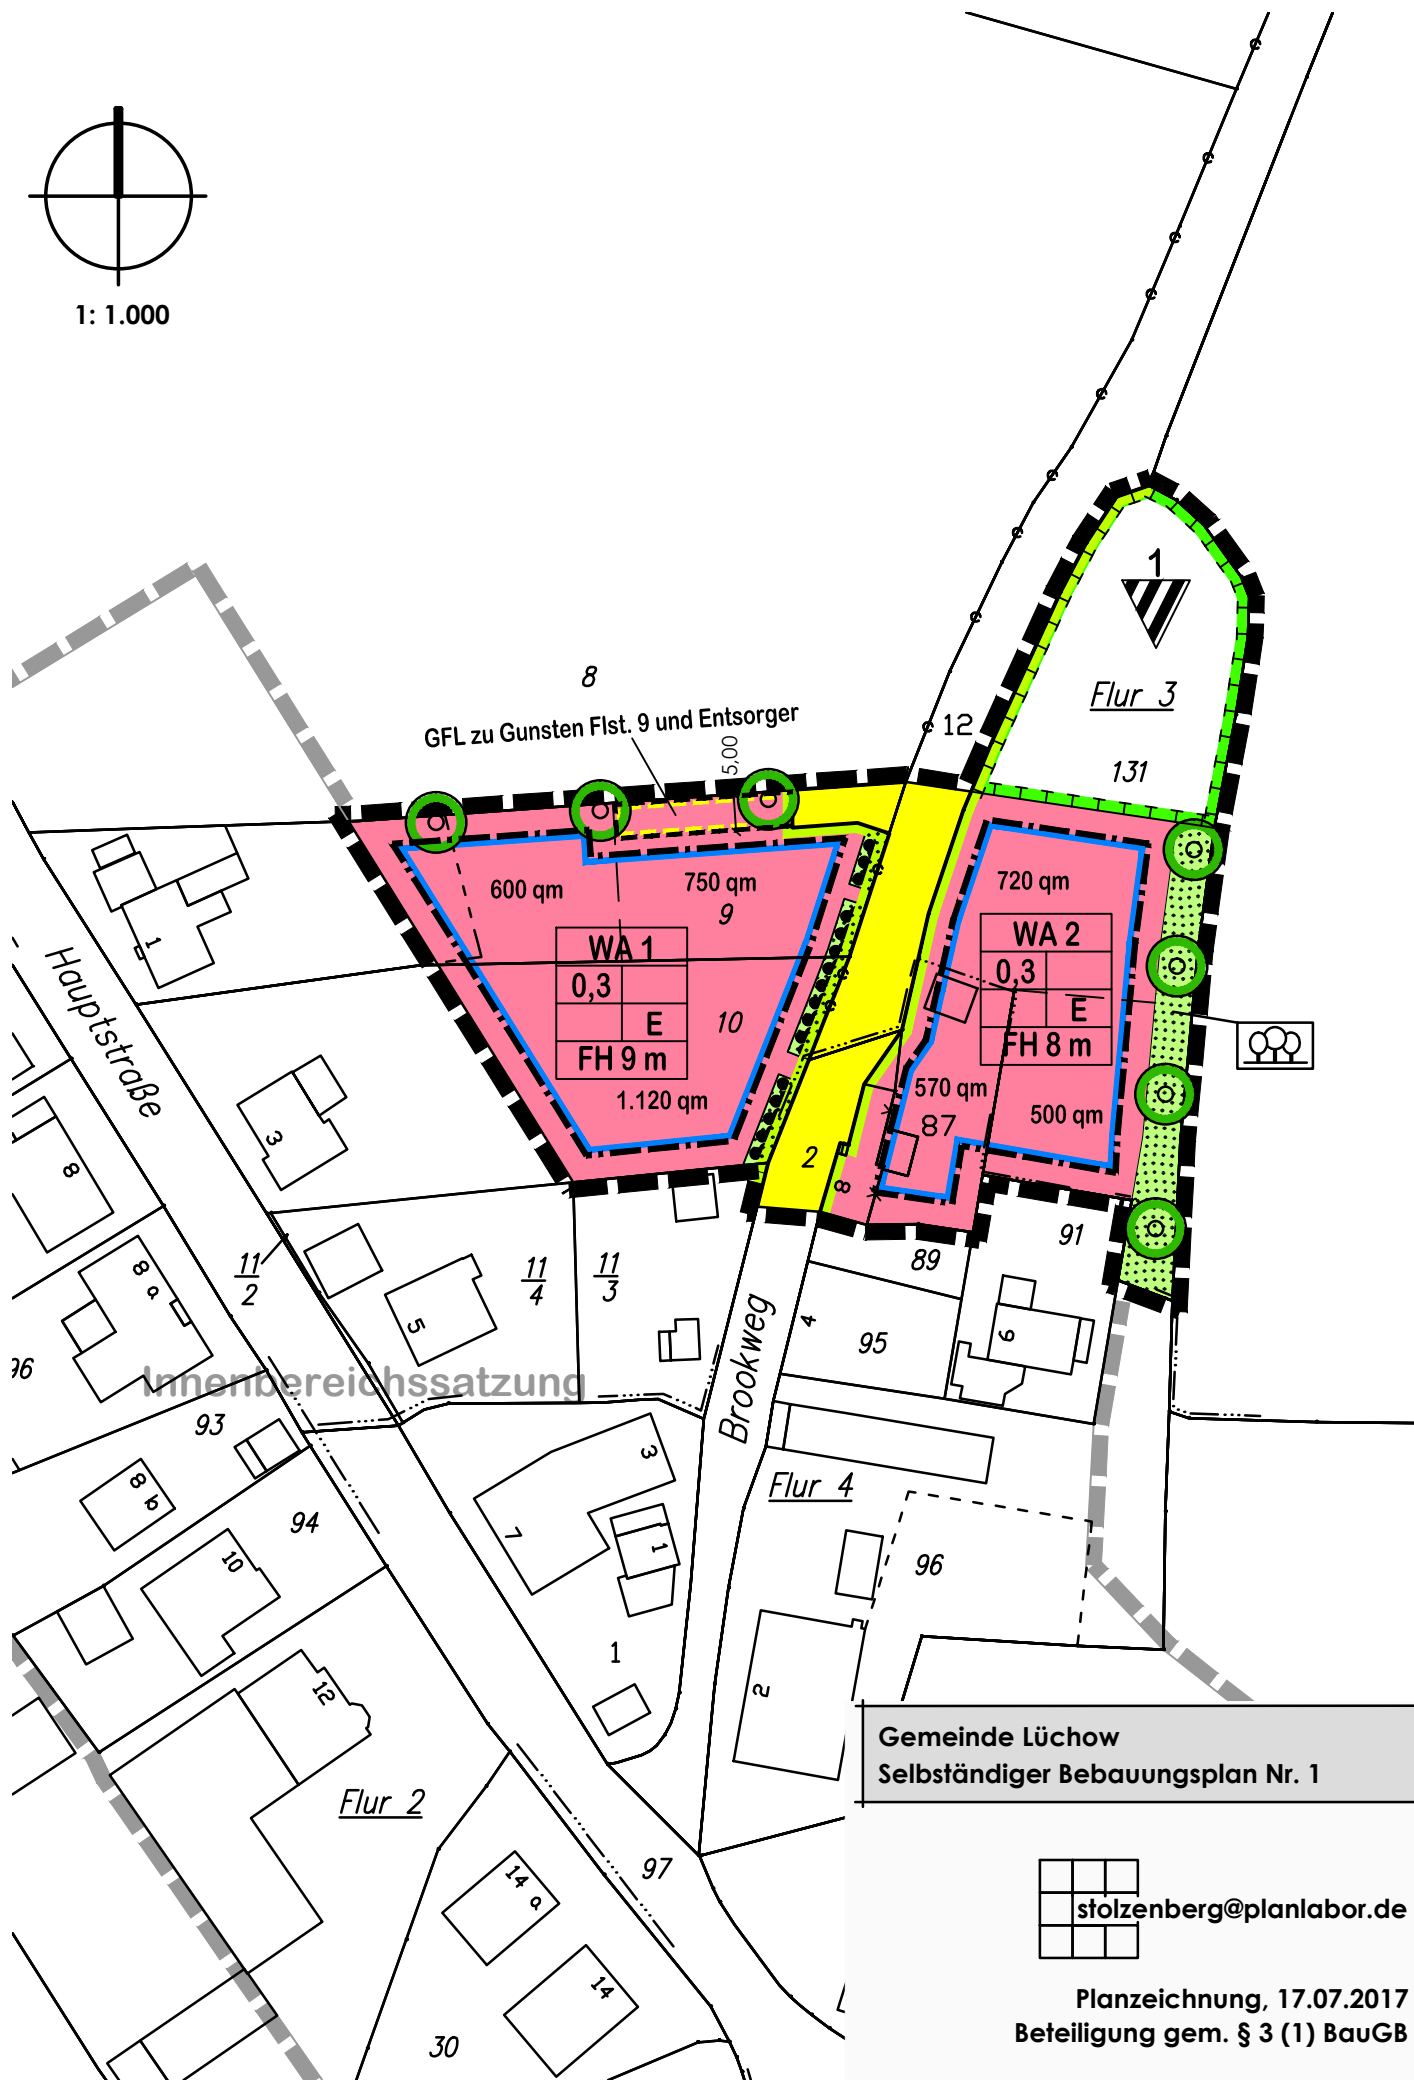 1: 1.000
8
GFL zu Gunsten Flst. 9 und Entsorger
5,00
12
1
Flur 3
131
600 qm
750 qm
9
WA 1
0,3
E
FH 9 m
10
1.120 qm
720 qm
WA 2
0,3
E
FH 8 m
570 qm
87
500 qm
2
8
Hauptstraße
1
3
8
8 a
11
2
5
11
4
11
3
89
91
4
95
6
Brookweg
96
Innenbereichssatzung
93
8 b
94
10
3
7
1
1
Flur 4
96
2
12
Flur 2
97
14 a
14
30
Gemeinde Lüchow
Selbständiger Bebauungsplan Nr. 1
stolzenberg@planlabor.de
Planzeichnung, 17.07.2017
Beteiligung gem. § 3 (1) BauGB